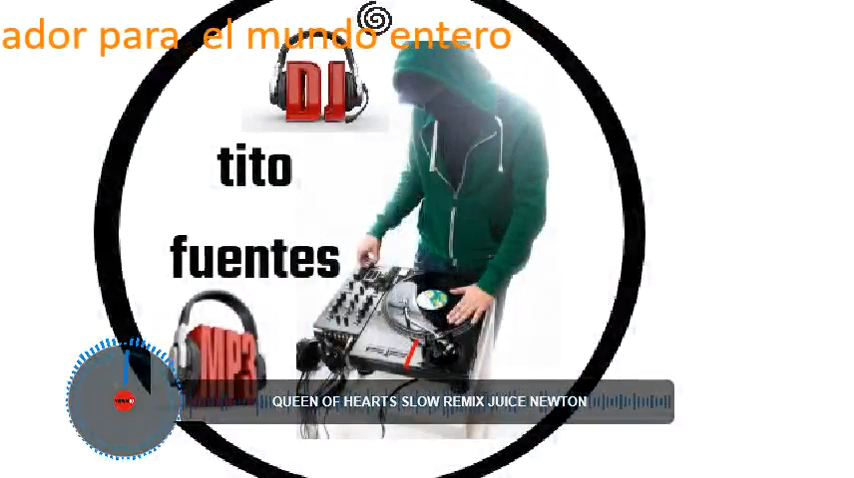 ador para el mundo entero
DJ
tito
fuentes
MP3
QUEEN OF HEARTS SLOW REMIX JUICE NEWTON